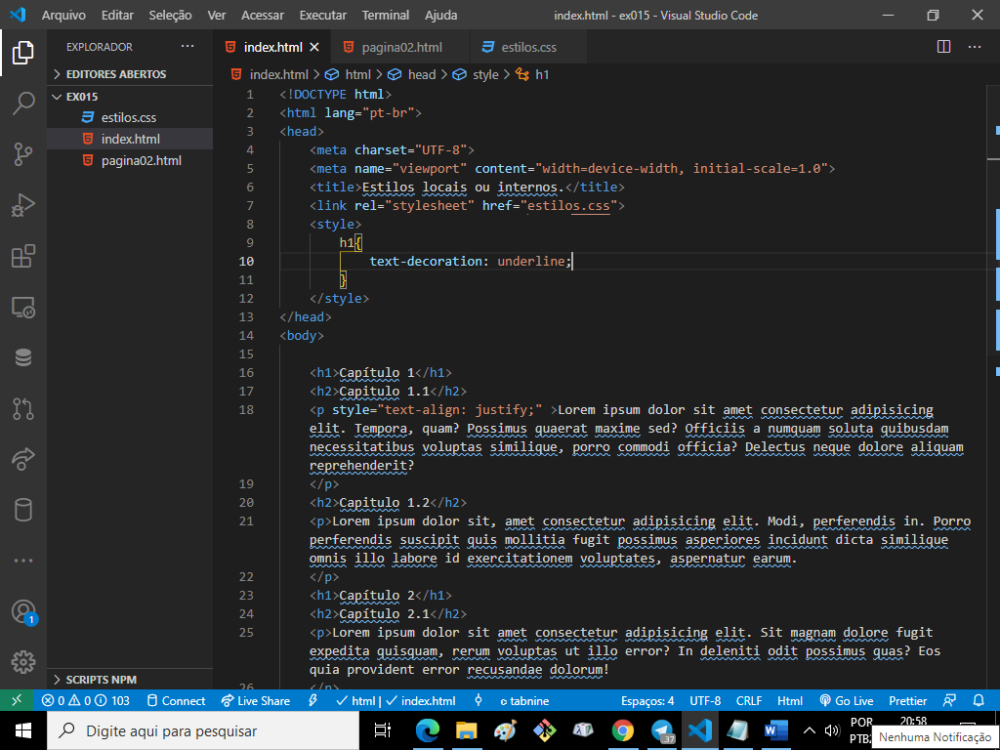 Arquivo Editar Seleção Ver Acessar Executar Terminal Ajuda index.html - ex015 - Visual Studio Code
EXPLORADOR
EDITORES ABERTOS
EX015
estilos.css
index.html
pagina02.html
SCRIPTS NPM
index.html pagina02.html estilos.css
index.html > html > head > style > h1
1 <!DOCTYPE html>
2 <html lang="pt-br">
3 <head>
4 <meta charset="UTF-8">
5 <meta name="viewport" content="width=device-width, initial-scale=1.0">
6 <title>Estilos locais ou internos.</title>
7 <link rel="stylesheet" href="estilos.css">
8 <style>
9 h1{
10 text-decoration: underline;
11 }
12 </style>
13 </head>
14 <body>
15
16 <h1>Capítulo 1</h1>
17 <h2>Capitulo 1.1</h2>
18 <p style="text-align: justify;" >Lorem ipsum dolor sit amet consectetur adipisicing
elit. Tempora, quam? Possimus quaerat maxime sed? Officiis a numquam soluta quibusdam
necessitatibus voluptas similique, porro commodi officia? Delectus neque dolore aliquam
reprehenderit?
19 </p>
20 <h2>Capitulo 1.2</h2>
21 <p>Lorem ipsum dolor sit, amet consectetur adipisicing elit. Modi, perferendis in. Porro
perferendis suscipit quis mollitia fugit possimus asperiores incidunt dicta similique
omnis illo labore id exercitationem voluptates, aspernatur earum.
22 </p>
23 <h1>Capítulo 2</h1>
24 <h2>Capítulo 2.1</h2>
25 <p>Lorem ipsum dolor sit amet consectetur adipisicing elit. Sit magnam dolore fugit
expedita quisquam, rerum voluptas ut illo error? In deleniti odit possimus quas? Eos
quia provident error recusandae dolorum!
26 </p>
1
0 0 103 Connect Live Share html | index.html tabnine Espaços: 4 UTF-8 CRLF Html Go Live Prettier
Digite aqui para pesquisar
37
POR 20:58
Nenhuma Notificação